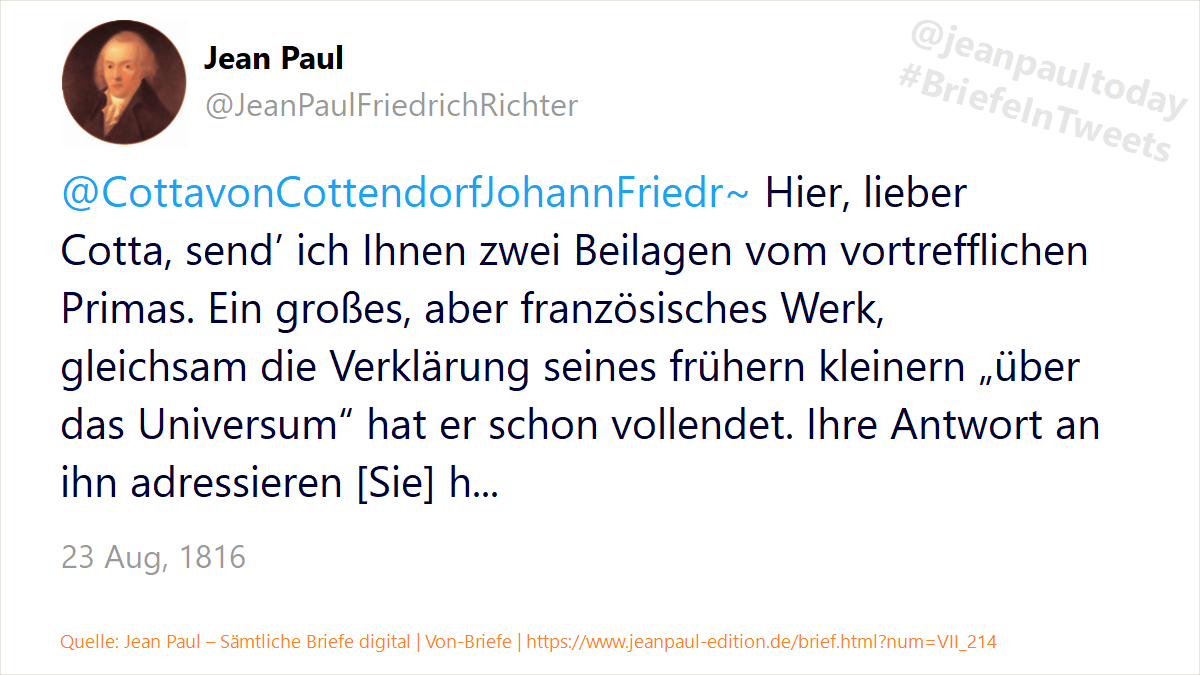 Jean Paul
@JeanPaulFriedrichRichter
@jeanpaultoday
#BriefeInTweets
@CottavonCottendorfJohannFriedr~ Hier, lieber
Cotta, send’ ich Ihnen zwei Beilagen vom vortrefflichen
Primas. Ein großes, aber französisches Werk,
gleichsam die Verklärung seines frühern kleinern „über
das Universum“ hat er schon vollendet. Ihre Antwort an
ihn adressieren [Sie] h...
23 Aug, 1816
Quelle: Jean Paul – Sämtliche Briefe digital | Von-Briefe | https://www.jeanpaul-edition.de/brief.html?num=VII_214